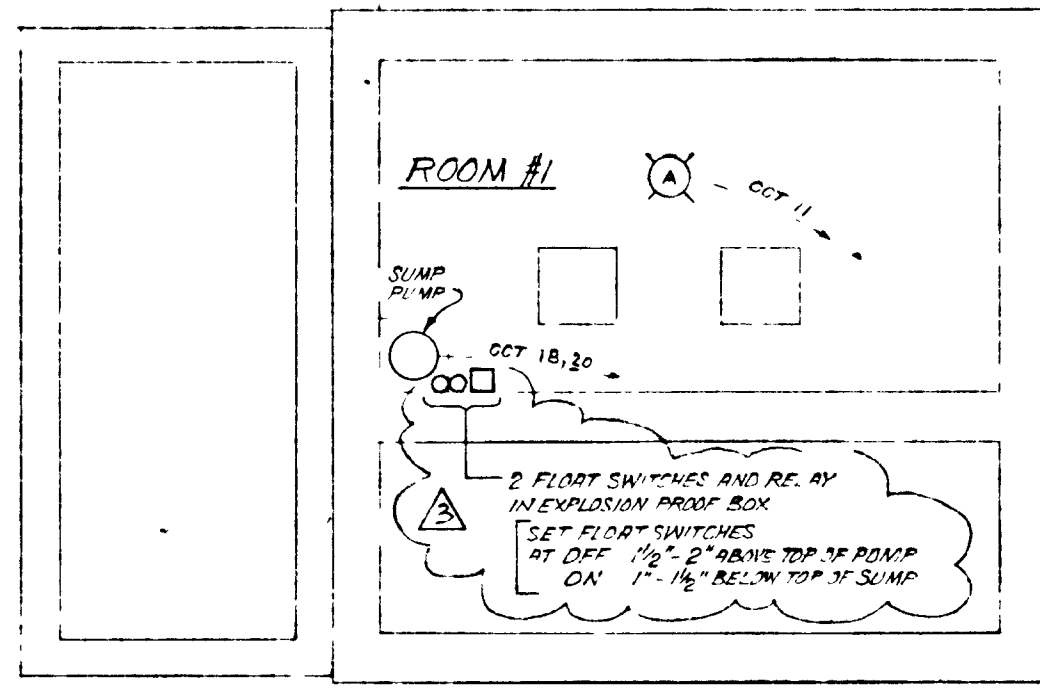 ROOM #1
A
CCT 11
SUMP
PUMP
CCT 18,20
2 FLOAT SWITCHES AND RELAY
IN EXPLOSION PROOF BOX
3
SET FLOAT SWITCHES
AT OFF 1½"-2" ABOVE TOP OF PUMP
ON 1"-1½" BELOW TOP OF SUMP